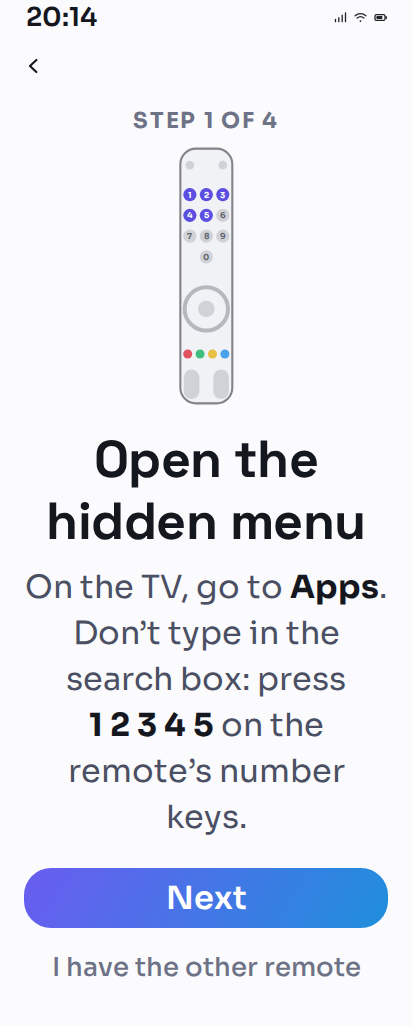 20:14
STEP 1 OF 4
1 2 3
4 5 6
7 8 9
0
Open the
hidden menu
On the TV, go to Apps.
Don’t type in the
search box: press
1 2 3 4 5 on the
remote’s number
keys.
Next
I have the other remote